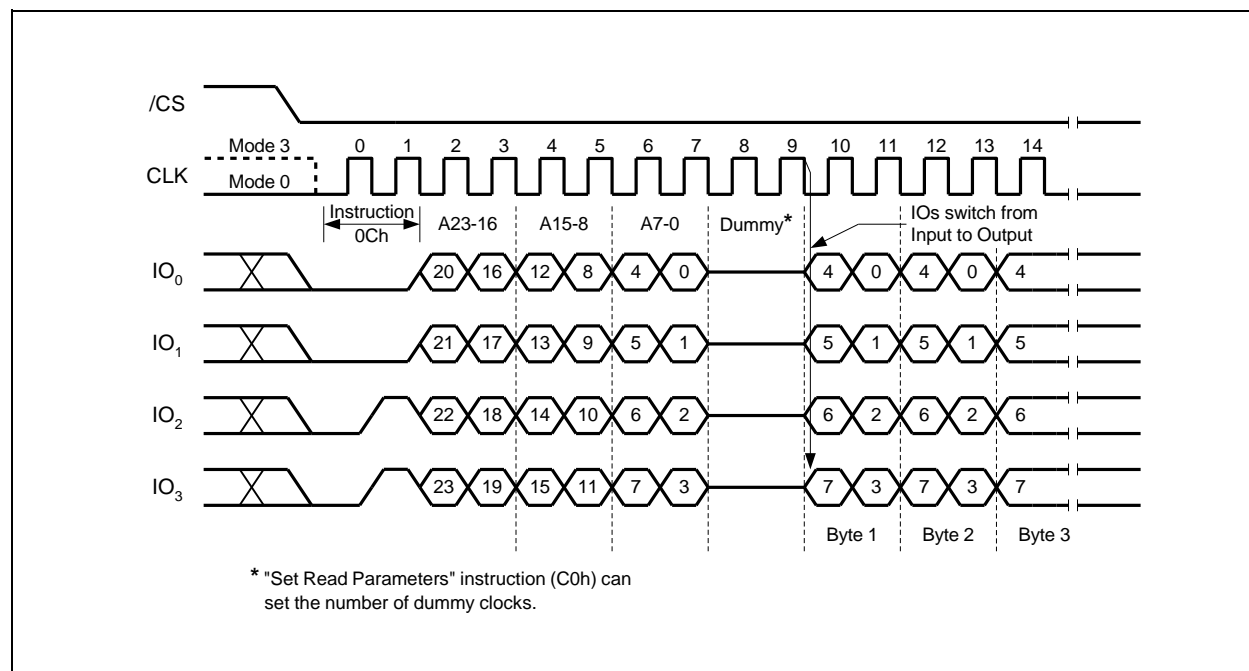 /CS
Mode 3 0 1 2 3 4 5 6 7 8 9 10 11 12 13 14
CLK
Mode 0
Instruction
0Ch
A23-16 A15-8 A7-0 Dummy*
IOs switch from
Input to Output
IO0 20 16 12 8 4 0 4 0 4 0 4
IO1 21 17 13 9 5 1 5 1 5 1 5
IO2 22 18 14 10 6 2 6 2 6 2 6
IO3 23 19 15 11 7 3 7 3 7 3 7
Byte 1 Byte 2 Byte 3
* "Set Read Parameters" instruction (C0h) can
set the number of dummy clocks.